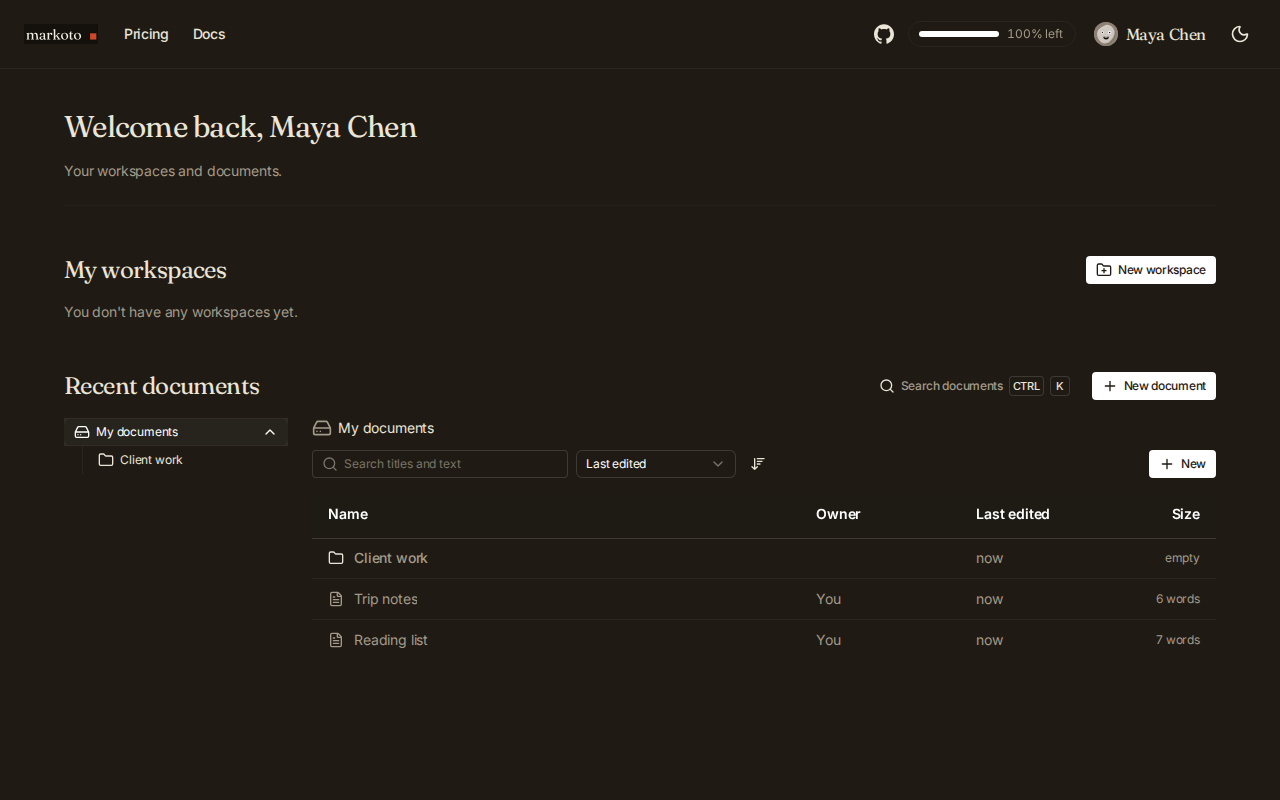 markoto
Pricing
Docs
100% left
Maya Chen
Welcome back, Maya Chen
Your workspaces and documents.
My workspaces
New workspace
You don't have any workspaces yet.
Recent documents
Search documents CTRL K
New document
My documents
Client work
My documents
Search titles and text
Last edited
New
Name Owner Last edited Size
Client work now empty
Trip notes You now 6 words
Reading list You now 7 words